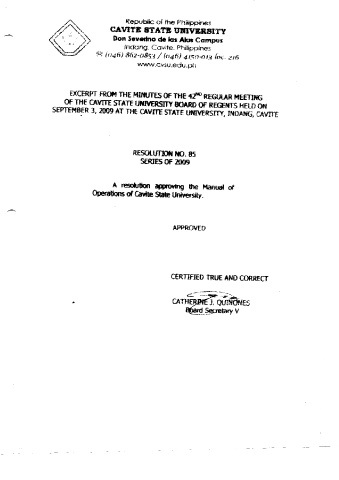 Republic of the Philippines
CAVITE STATE UNIVERSITY
Don Severino de las Alas Campus
Indang, Cavite, Philippines
(046) 862-0853 / (046) 4150-013 loc. 216
www.cvsu.edu.ph
EXCERPT FROM THE MINUTES OF THE 42ND REGULAR MEETING
OF THE CAVITE STATE UNIVERSITY BOARD OF REGENTS HELD ON
SEPTEMBER 3, 2009 AT THE CAVITE STATE UNIVERSITY, INDANG, CAVITE
RESOLUTION NO. 85
SERIES OF 2009
A resolution approving the Manual of
Operations of Cavite State University.
APPROVED
CERTIFIED TRUE AND CORRECT
CATHERINE J. QUIÑONES
Board Secretary V